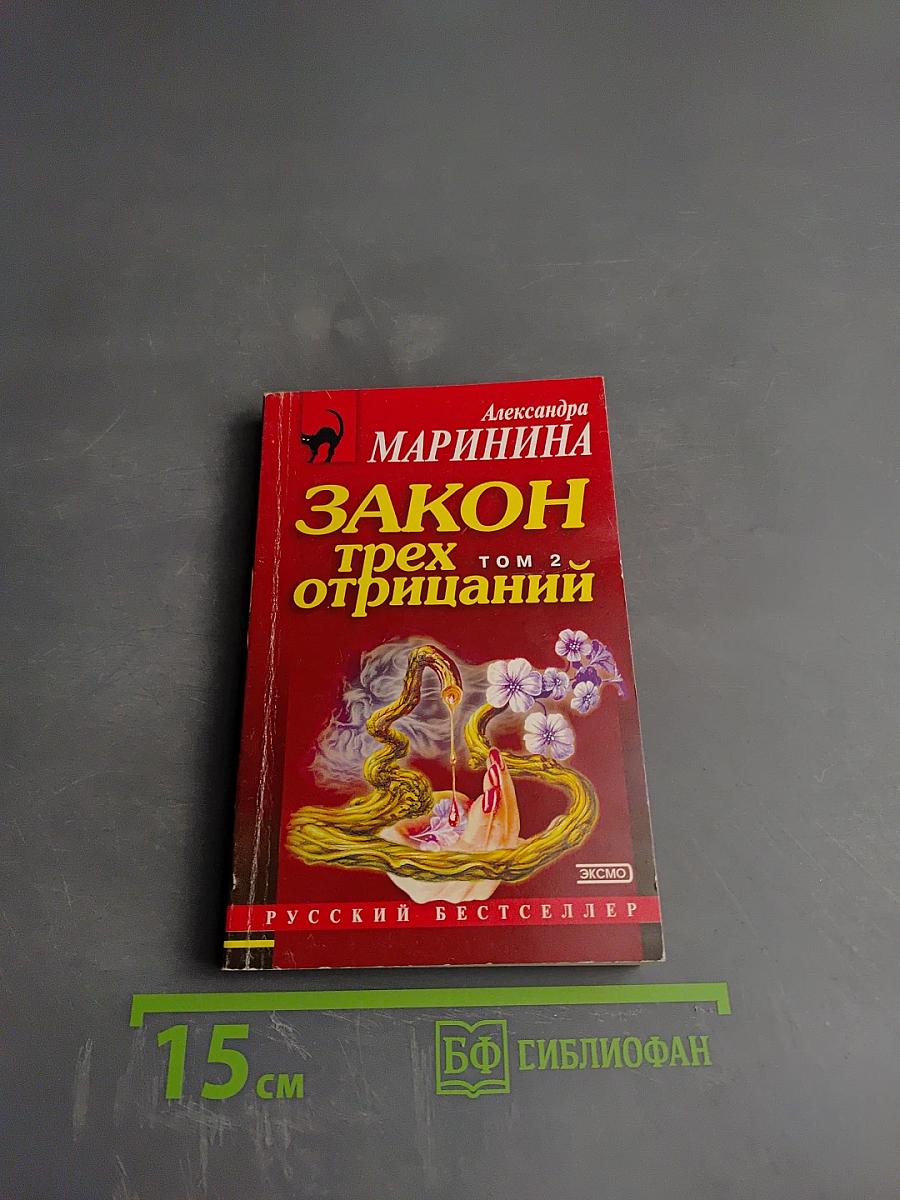 Александра
МАРИНИНА
ЗАКОН
трех ТОМ 2
отрицаний
ЭКСМО
РУССКИЙ БЕСТСЕЛЛЕР
15 см
БФ БИБЛИОФАН